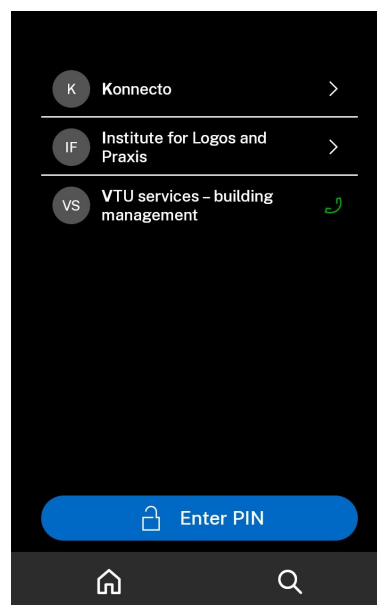 K
Konnecto
IF
Institute for Logos and
Praxis
VS
VTU services – building
management
Enter PIN